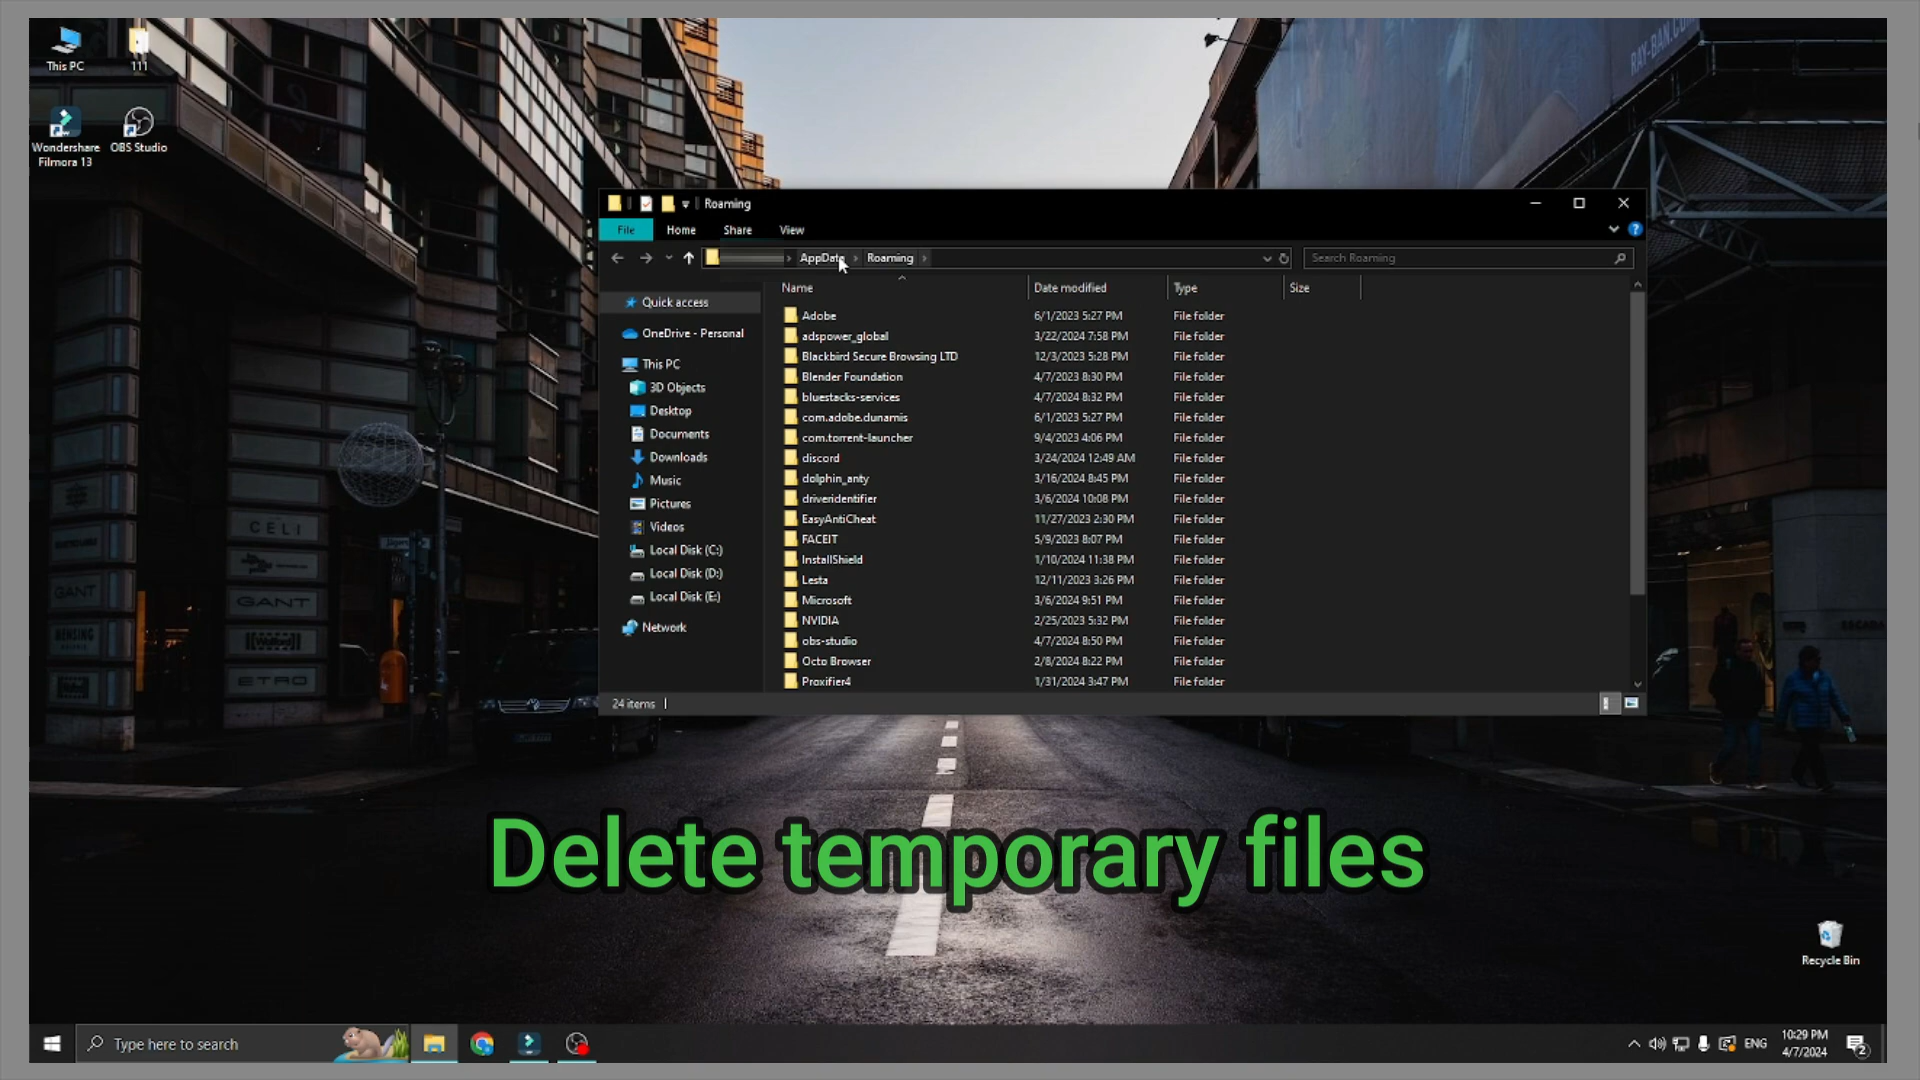 This PC
111
Wondershare
Filmora 13
OBS Studio
RAY-BAN.COM
Roaming
File
Home
Share
View
AppData
Roaming
Search Roaming
Name
Date modified
Type
Size
Quick access
OneDrive - Personal
This PC
3D Objects
Desktop
Documents
Downloads
Music
Pictures
Videos
Local Disk (C:)
Local Disk (D:)
Local Disk (E:)
Network
Adobe 6/1/2023 5:27 PM File folder
adspower_global 3/22/2024 7:58 PM File folder
Blackbird Secure Browsing LTD 12/3/2023 5:28 PM File folder
Blender Foundation 4/7/2023 8:30 PM File folder
bluestacks-services 4/7/2024 8:32 PM File folder
com.adobe.dunamis 6/1/2023 5:27 PM File folder
com.torrent-launcher 9/4/2023 4:06 PM File folder
discord 3/24/2024 12:49 AM File folder
dolphin_anty 3/16/2024 8:45 PM File folder
driveridentifier 3/6/2024 10:08 PM File folder
EasyAntiCheat 11/27/2023 2:30 PM File folder
FACEIT 5/9/2023 8:07 PM File folder
InstallShield 1/10/2024 11:38 PM File folder
Lesta 12/11/2023 3:26 PM File folder
Microsoft 3/6/2024 9:51 PM File folder
NVIDIA 2/25/2023 5:32 PM File folder
obs-studio 4/7/2024 8:50 PM File folder
Octo Browser 2/8/2024 8:22 PM File folder
Proxifier4 1/31/2024 3:47 PM File folder
24 items
CELI
GANT
GANT
ETRO
Delete temporary files
Recycle Bin
Type here to search
ENG
10:29 PM
4/7/2024
2